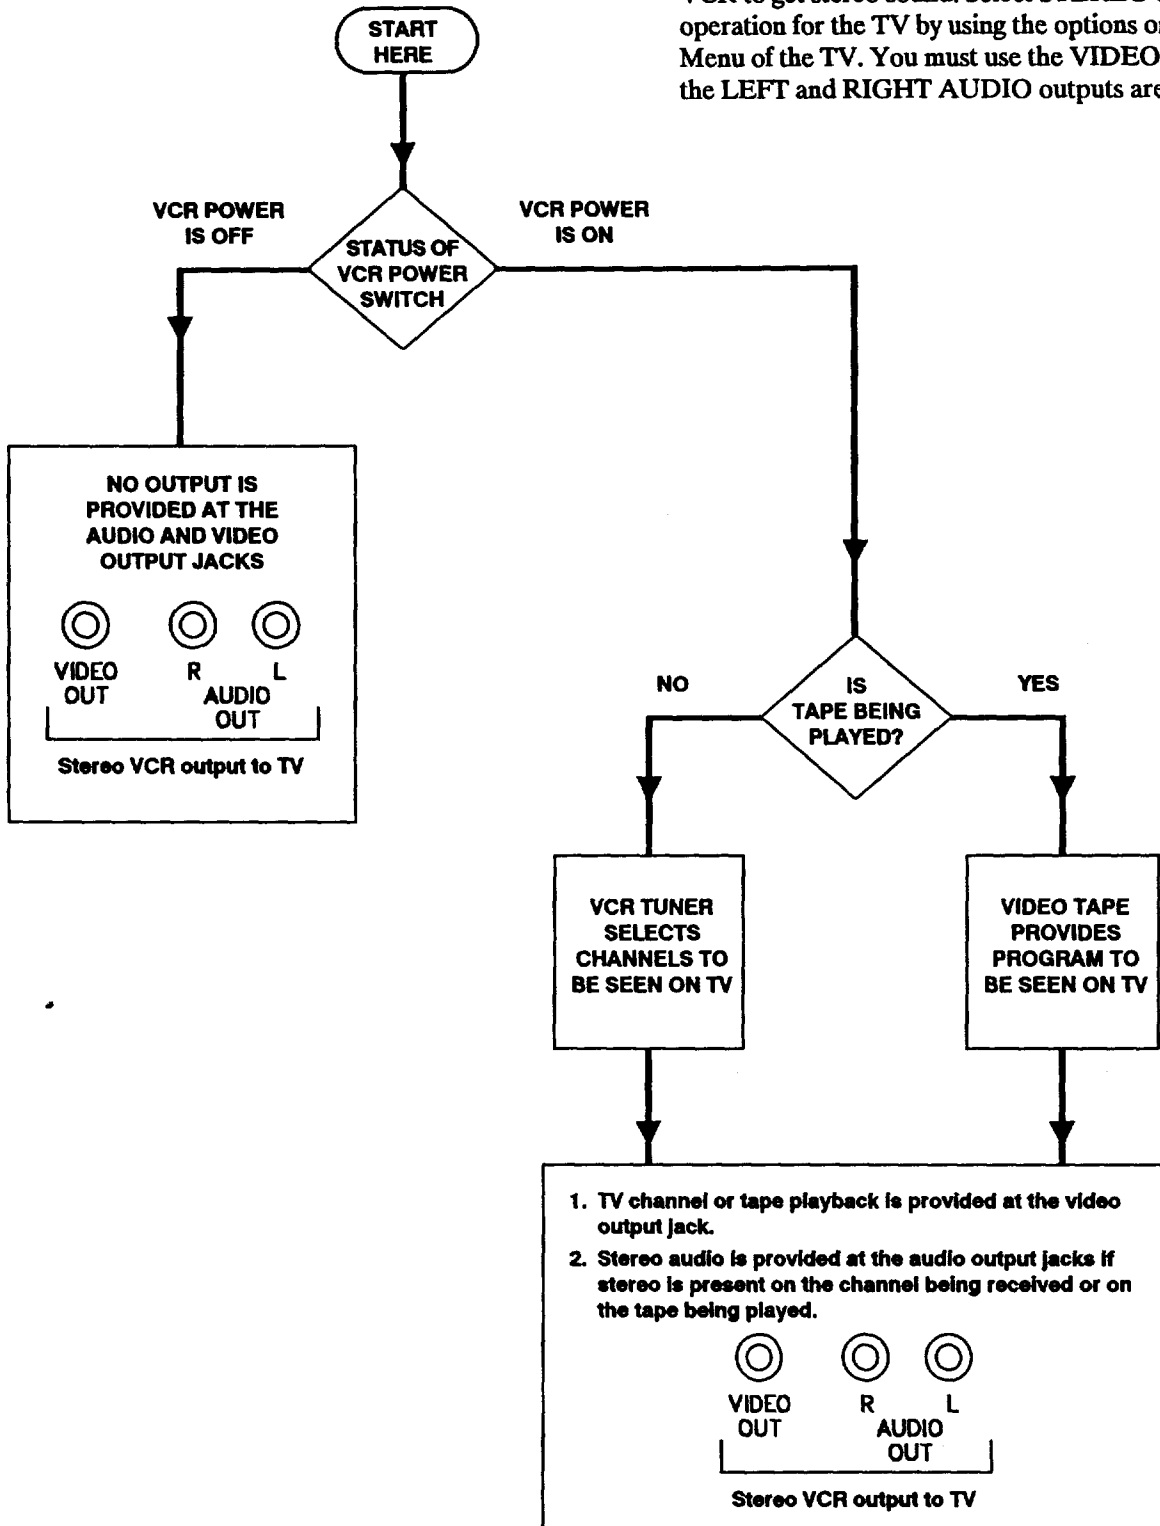 operation for the TV by using the options o
Menu of the TV. You must use the VIDEO
the LEFT and RIGHT AUDIO outputs are
START
HERE
VCR POWER
IS OFF
VCR POWER
IS ON
STATUS OF
VCR POWER
SWITCH
NO OUTPUT IS
PROVIDED AT THE
AUDIO AND VIDEO
OUTPUT JACKS
VIDEO
OUT
R
L
AUDIO
OUT
Stereo VCR output to TV
NO
IS
TAPE BEING
PLAYED?
YES
VCR TUNER
SELECTS
CHANNELS TO
BE SEEN ON TV
VIDEO TAPE
PROVIDES
PROGRAM TO
BE SEEN ON TV
1. TV channel or tape playback is provided at the video
output jack.
2. Stereo audio is provided at the audio output jacks if
stereo is present on the channel being received or on
the tape being played.
VIDEO
OUT
R
L
AUDIO
OUT
Stereo VCR output to TV